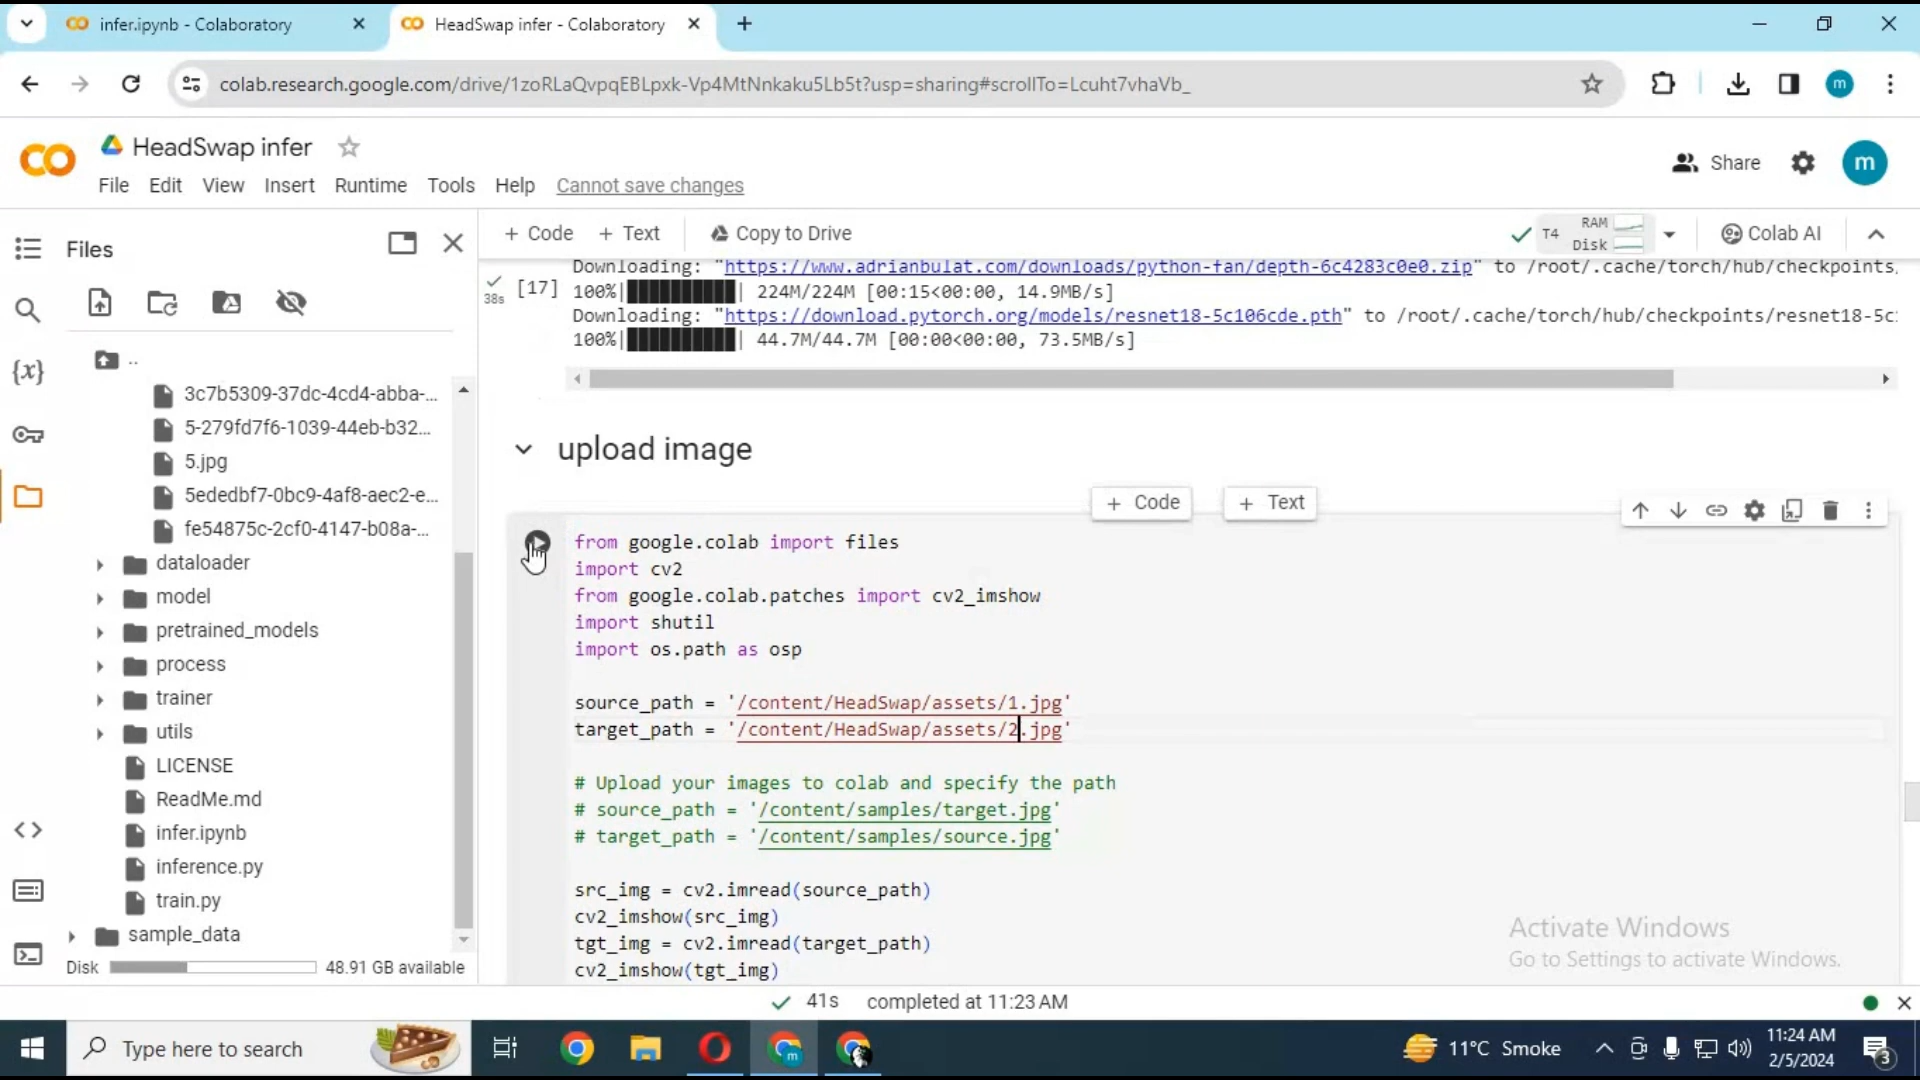 infer.ipynb - Colaboratory
HeadSwap infer - Colaboratory
colab.research.google.com/drive/1zoRLaQvpqEBLpxk-Vp4MtNnkaku5Lb5t?usp=sharing#scrollTo=Lcuht7vhaVb_
m
HeadSwap infer
Share
m
File Edit View Insert Runtime Tools Help Cannot save changes
Files
+ Code + Text Copy to Drive
T4 RAM
Disk
Colab AI
..
3c7b5309-37dc-4cd4-abba-...
5-279fd7f6-1039-44eb-b32...
5.jpg
5ededbf7-0bc9-4af8-aec2-e...
fe54875c-2cf0-4147-b08a-...
dataloader
model
pretrained_models
process
trainer
utils
LICENSE
ReadMe.md
infer.ipynb
inference.py
train.py
sample_data
Disk 48.91 GB available
38s
[17]
Downloading: "https://www.adrianbulat.com/downloads/python-fan/depth-6c4283c0e0.zip" to /root/.cache/torch/hub/checkpoints,
100%| | 224M/224M [00:15<00:00, 14.9MB/s]
Downloading: "https://download.pytorch.org/models/resnet18-5c106cde.pth" to /root/.cache/torch/hub/checkpoints/resnet18-5c:
100%| | 44.7M/44.7M [00:00<00:00, 73.5MB/s]
upload image
+ Code + Text
from google.colab import files
import cv2
from google.colab.patches import cv2_imshow
import shutil
import os.path as osp
source_path = '/content/HeadSwap/assets/1.jpg'
target_path = '/content/HeadSwap/assets/2.jpg'
# Upload your images to colab and specify the path
# source_path = '/content/samples/target.jpg'
# target_path = '/content/samples/source.jpg'
src_img = cv2.imread(source_path)
cv2_imshow(src_img)
tgt_img = cv2.imread(target_path)
cv2_imshow(tgt_img)
Activate Windows
Go to Settings to activate Windows.
41s completed at 11:23 AM
Type here to search
11°C Smoke
11:24 AM
2/5/2024
3